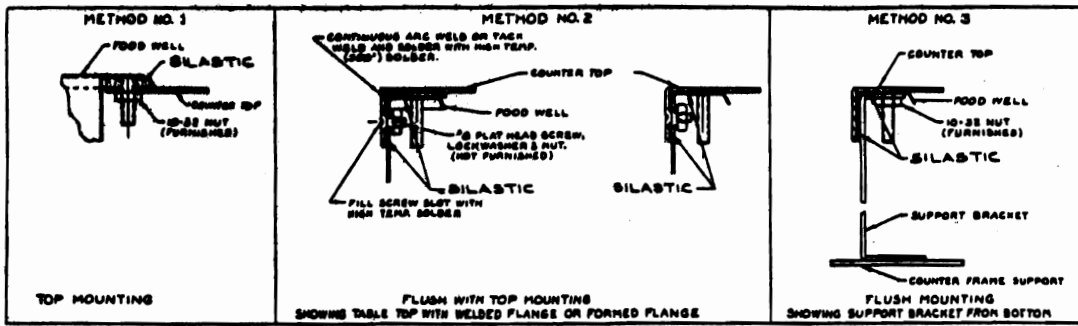 METHOD NO. 1
FOOD WELL
SILASTIC
COUNTER TOP
10-32 NUT
(FURNISHED)
TOP MOUNTING
METHOD NO. 2
CONTINUOUS ARC WELD OR TACK
WELD AND SOLDER WITH HIGH TEMP.
SOLDER.
COUNTER TOP
FOOD WELL
#8 FLAT HEAD SCREW,
LOCKWASHER & NUT.
(NOT FURNISHED)
SILASTIC
SILASTIC
FILL SCREW SLOT WITH
HIGH TEMP. SOLDER
FLUSH WITH TOP MOUNTING
SHOWING TABLE TOP WITH WELDED FLANGE OR FORMED FLANGE
METHOD NO. 3
COUNTER TOP
FOOD WELL
10-32 NUT
(FURNISHED)
SILASTIC
SUPPORT BRACKET
COUNTER FRAME SUPPORT
FLUSH MOUNTING
SHOWING SUPPORT BRACKET FROM BOTTOM